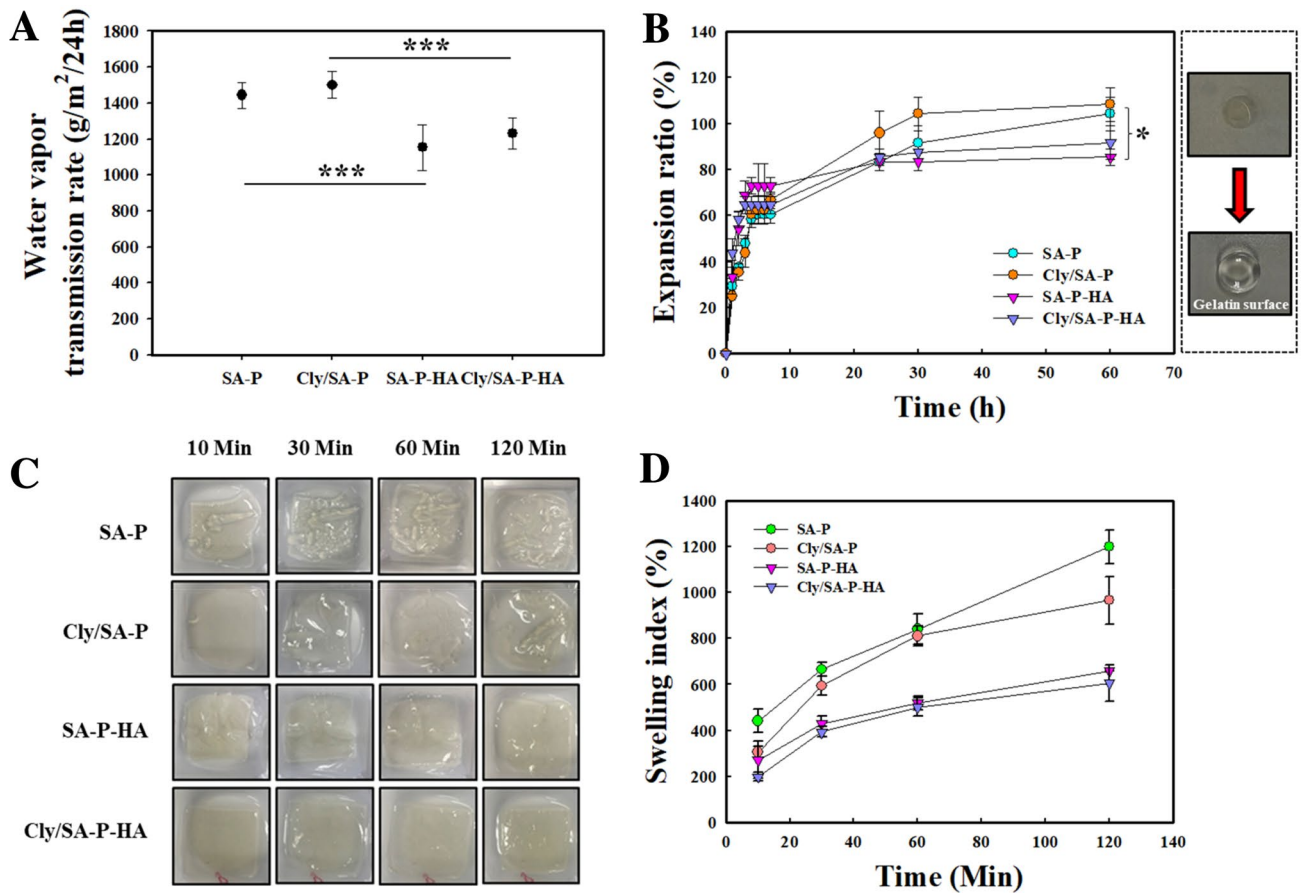 A
Water vapor
transmission rate (g/m²/24h)
1800
1600
1400
1200
1000
800
600
400
200
0
***
***
SA-P
Cly/SA-P
SA-P-HA
Cly/SA-P-HA
B
Expansion ratio (%)
140
120
100
80
60
40
20
0
*
SA-P
Cly/SA-P
SA-P-HA
Cly/SA-P-HA
0 10 20 30 40 50 60 70
Time (h)
Gelatin surface
C
10 Min 30 Min 60 Min 120 Min
SA-P
Cly/SA-P
SA-P-HA
Cly/SA-P-HA
D
Swelling index (%)
1400
1200
1000
800
600
400
200
0
SA-P
Cly/SA-P
SA-P-HA
Cly/SA-P-HA
0 20 40 60 80 100 120 140
Time (Min)